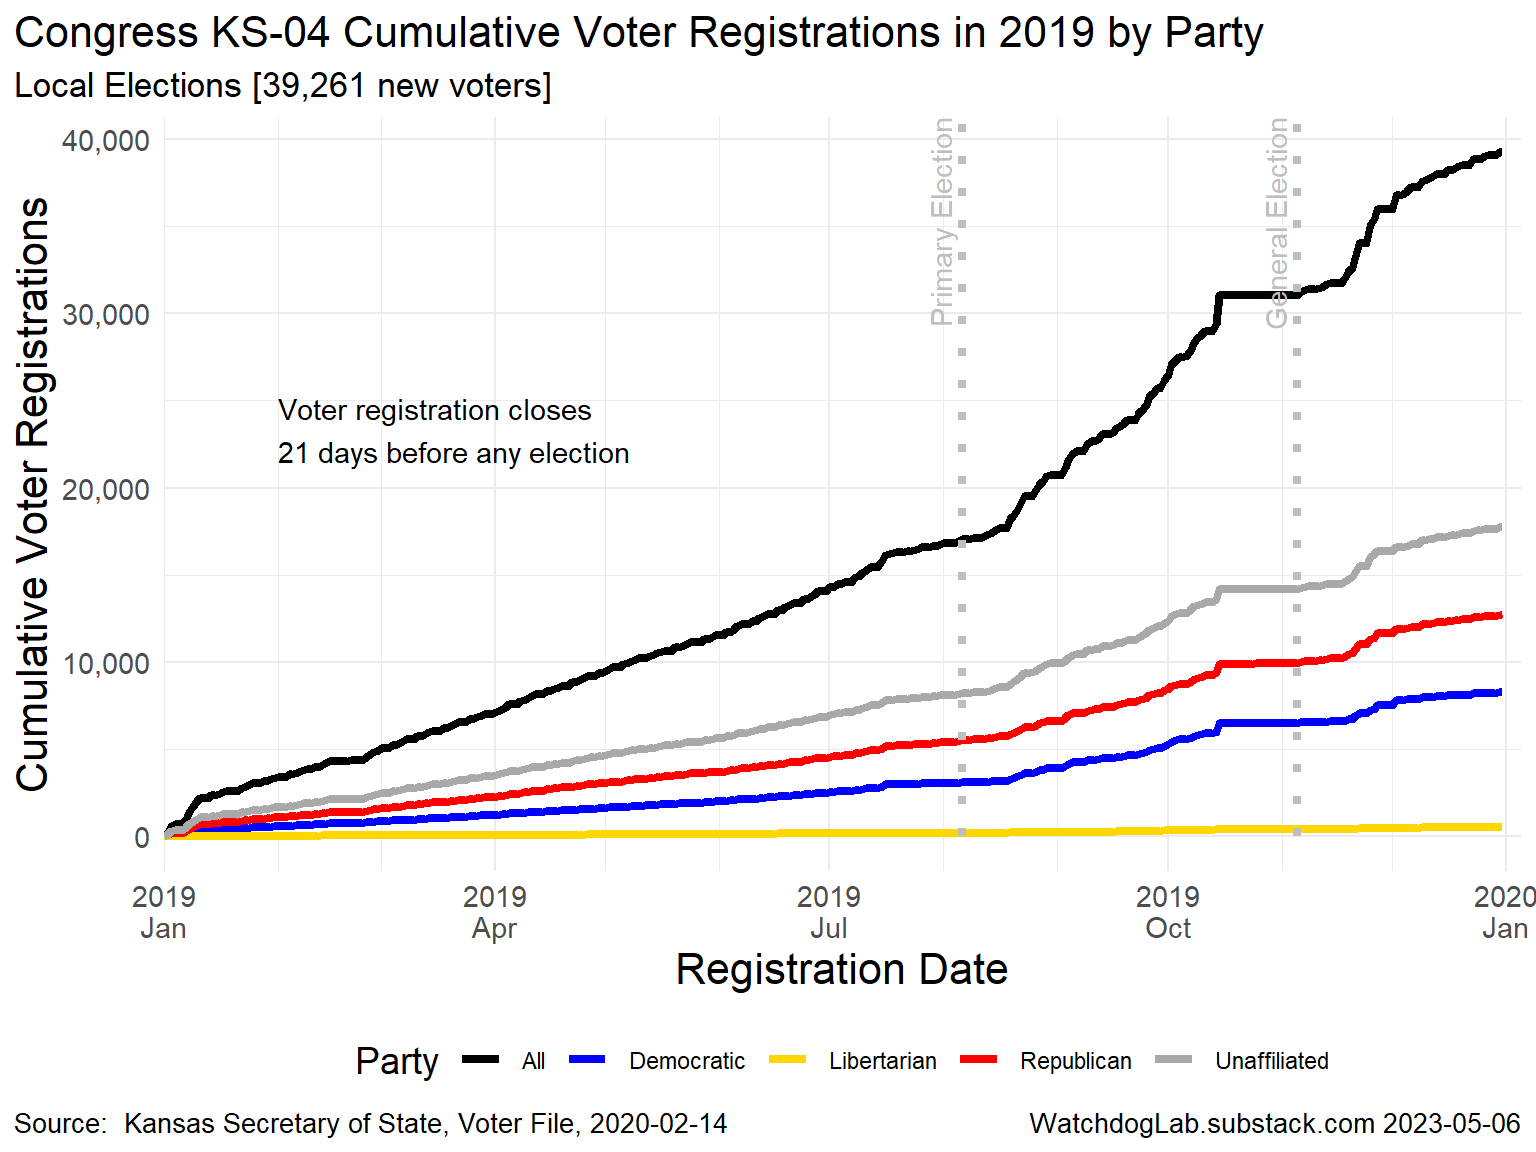 Congress KS-04 Cumulative Voter Registrations in 2019 by Party
Local Elections [39,261 new voters]
Cumulative Voter Registrations
40,000
30,000
20,000
10,000
0
Primary Election
General Election
Voter registration closes
21 days before any election
2019 2019 2019 2019 2020
Jan Apr Jul Oct Jan
Registration Date
Party All Democratic Libertarian Republican Unaffiliated
Source:  Kansas Secretary of State, Voter File, 2020-02-14
WatchdogLab.substack.com 2023-05-06